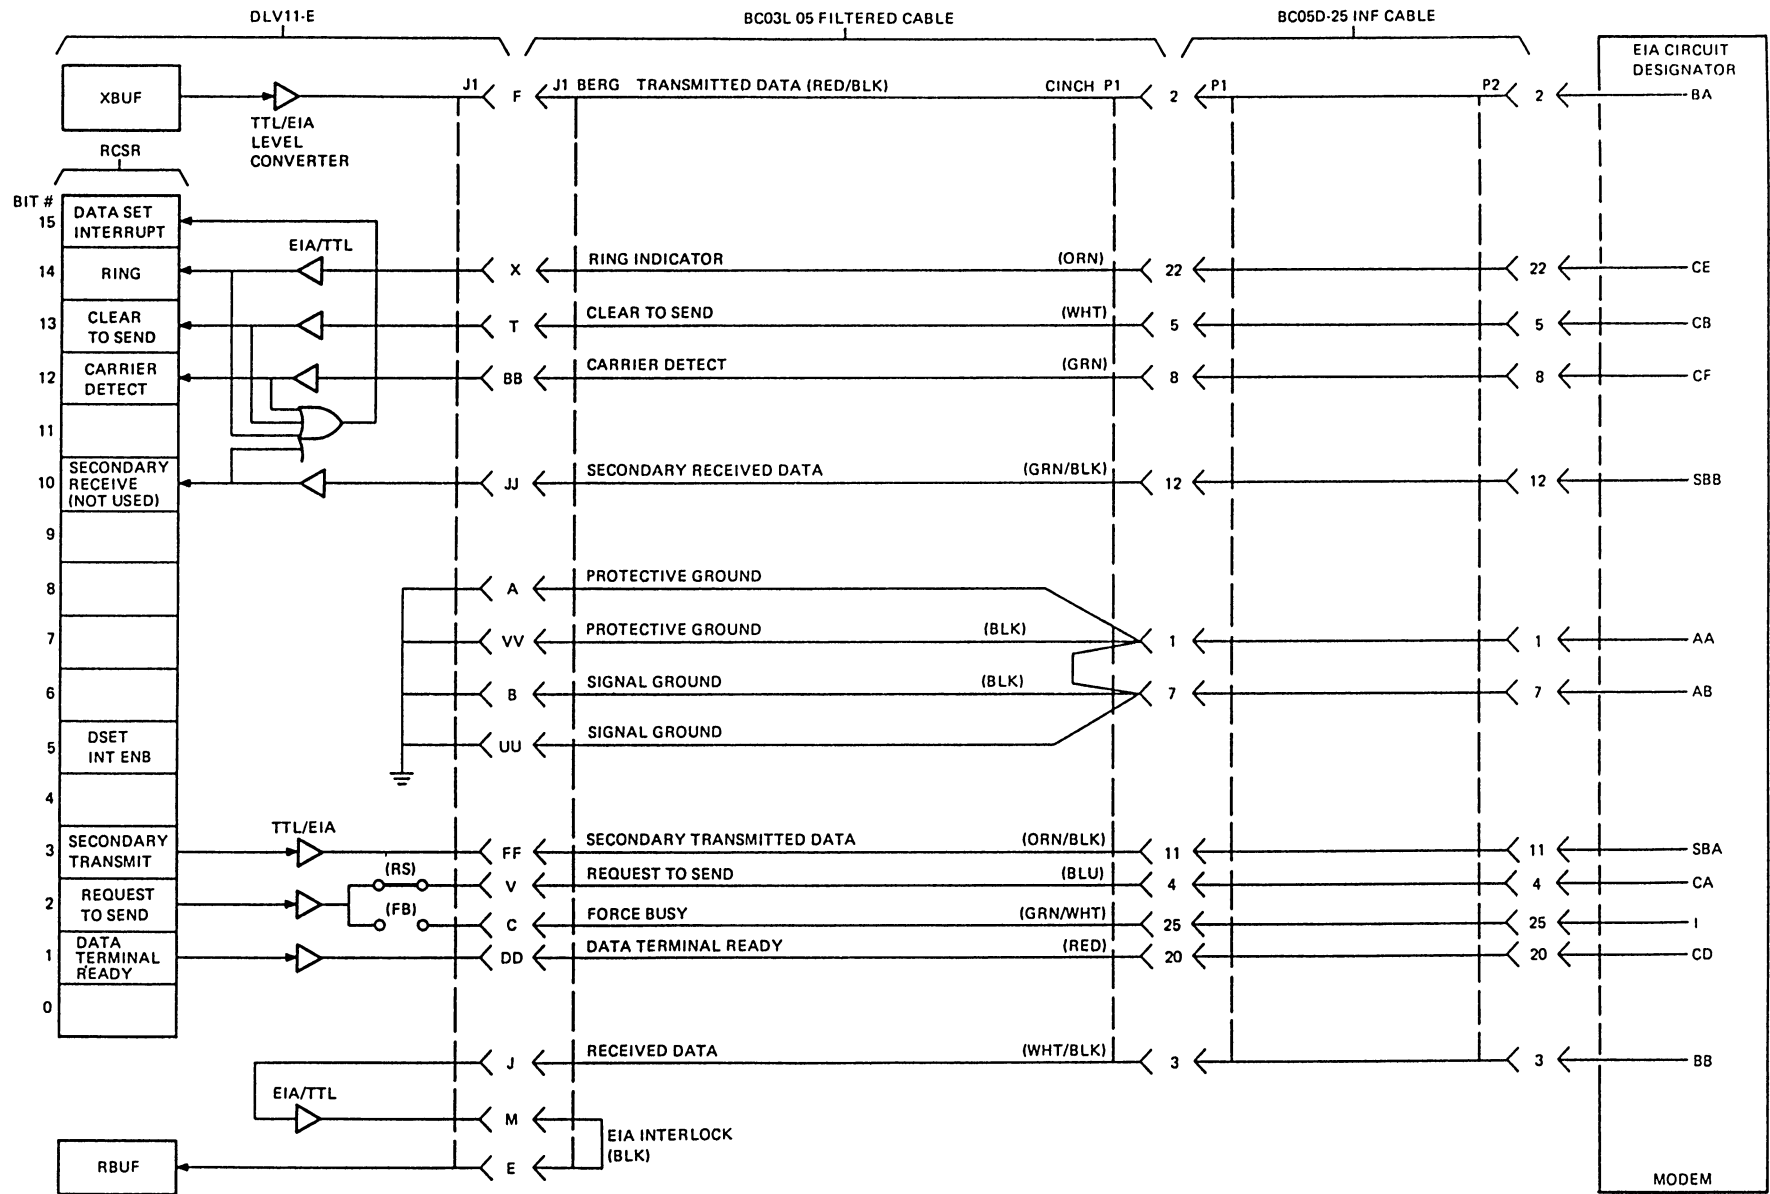 DLV11-E
BC03L 05 FILTERED CABLE
BC05D-25 INF CABLE
EIA CIRCUIT
DESIGNATOR
XBUF
J1
F
J1 BERG
TRANSMITTED DATA (RED/BLK)
CINCH P1
2
P1
P2
2
BA
TTL/EIA
LEVEL
CONVERTER
RCSR
BIT #
15
DATA SET
INTERRUPT
EIA/TTL
14
RING
X
RING INDICATOR
(ORN)
22
22
CE
13
CLEAR
TO SEND
T
CLEAR TO SEND
(WHT)
5
5
CB
12
CARRIER
DETECT
BB
CARRIER DETECT
(GRN)
8
8
CF
11
10
SECONDARY
RECEIVE
(NOT USED)
JJ
SECONDARY RECEIVED DATA
(GRN/BLK)
12
12
SBB
9
8
A
PROTECTIVE GROUND
7
VV
PROTECTIVE GROUND
(BLK)
1
1
AA
6
B
SIGNAL GROUND
(BLK)
7
7
AB
5
DSET
INT ENB
UU
SIGNAL GROUND
4
TTL/EIA
3
SECONDARY
TRANSMIT
FF
SECONDARY TRANSMITTED DATA
(ORN/BLK)
11
11
SBA
2
REQUEST
TO SEND
(RS)
V
REQUEST TO SEND
(BLU)
4
4
CA
(FB)
C
FORCE BUSY
(GRN/WHT)
25
25
I
1
DATA
TERMINAL
READY
DD
DATA TERMINAL READY
(RED)
20
20
CD
0
J
RECEIVED DATA
(WHT/BLK)
3
3
BB
EIA/TTL
M
EIA INTERLOCK
(BLK)
RBUF
E
MODEM